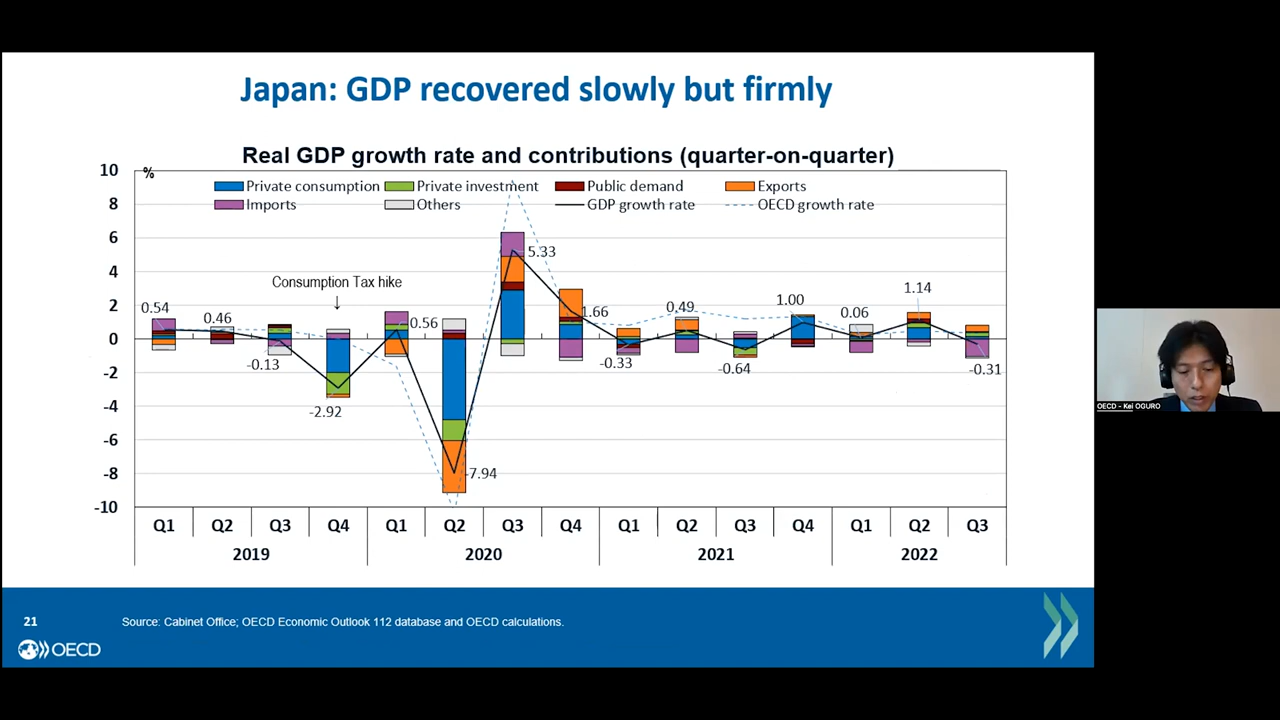 Japan: GDP recovered slowly but firmly
Real GDP growth rate and contributions (quarter-on-quarter)
%
Private consumption Private investment Public demand Exports
Imports Others GDP growth rate OECD growth rate
10
8
6
4
2
0
-2
-4
-6
-8
-10
Consumption Tax hike
↓
0.54
0.46
-0.13
-2.92
0.56
-7.94
5.33
1.66
-0.33
0.49
-0.64
1.00
0.06
1.14
-0.31
Q1 Q2 Q3 Q4 Q1 Q2 Q3 Q4 Q1 Q2 Q3 Q4 Q1 Q2 Q3
2019 2020 2021 2022
21
Source: Cabinet Office; OECD Economic Outlook 112 database and OECD calculations.
OECD
OECD - Kei OGURO